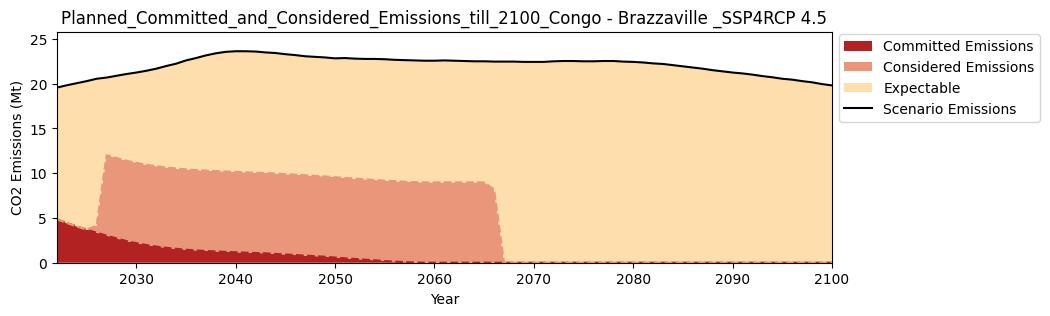 Planned_Committed_and_Considered_Emissions_till_2100_Congo - Brazzaville _SSP4RCP 4.5
25
20
15
10
5
0
CO2 Emissions (Mt)
2030 2040 2050 2060 2070 2080 2090 2100
Year
Committed Emissions
Considered Emissions
Expectable
Scenario Emissions